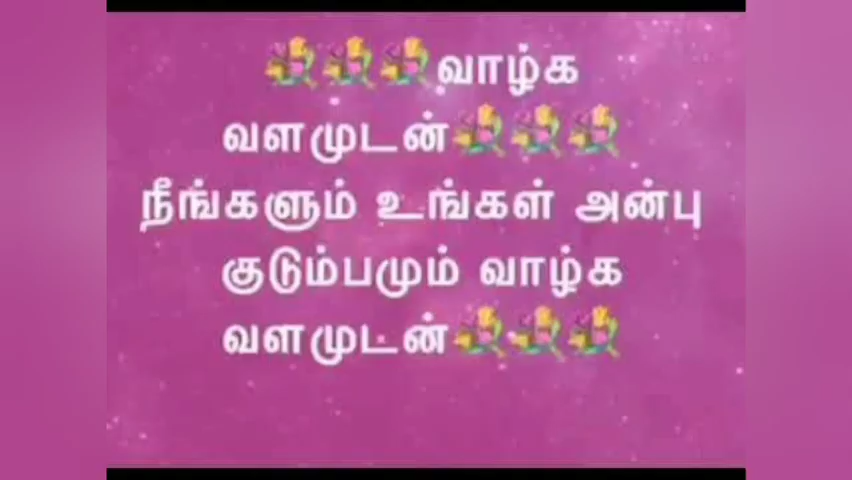 💐💐💐வாழ்க
வளமுடன்💐💐💐
நீங்களும் உங்கள் அன்பு
குடும்பமும் வாழ்க
வளமுடன்💐💐💐